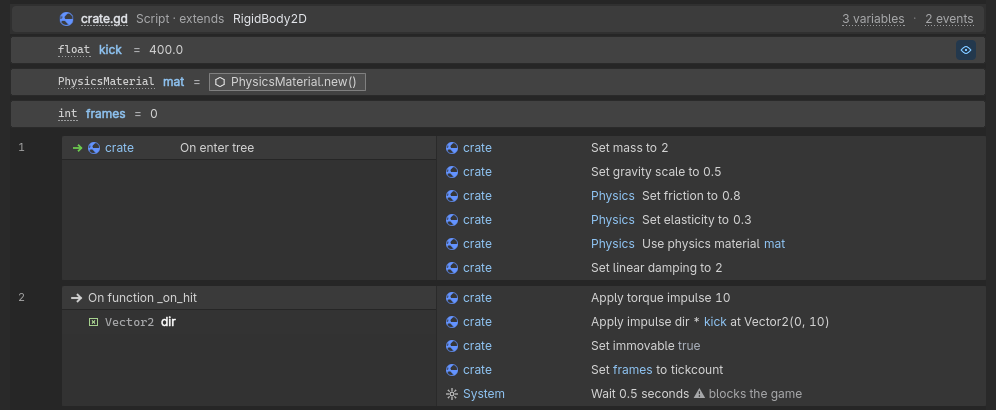 crate.gd Script · extends RigidBody2D 3 variables · 2 events
float kick = 400.0
PhysicsMaterial mat = PhysicsMaterial.new()
int frames = 0
1 crate On enter tree crate Set mass to 2
crate Set gravity scale to 0.5
crate Physics Set friction to 0.8
crate Physics Set elasticity to 0.3
crate Physics Use physics material mat
crate Set linear damping to 2
2 On function _on_hit crate Apply torque impulse 10
Vector2 dir crate Apply impulse dir * kick at Vector2(0, 10)
crate Set immovable true
crate Set frames to tickcount
System Wait 0.5 seconds ⚠ blocks the game